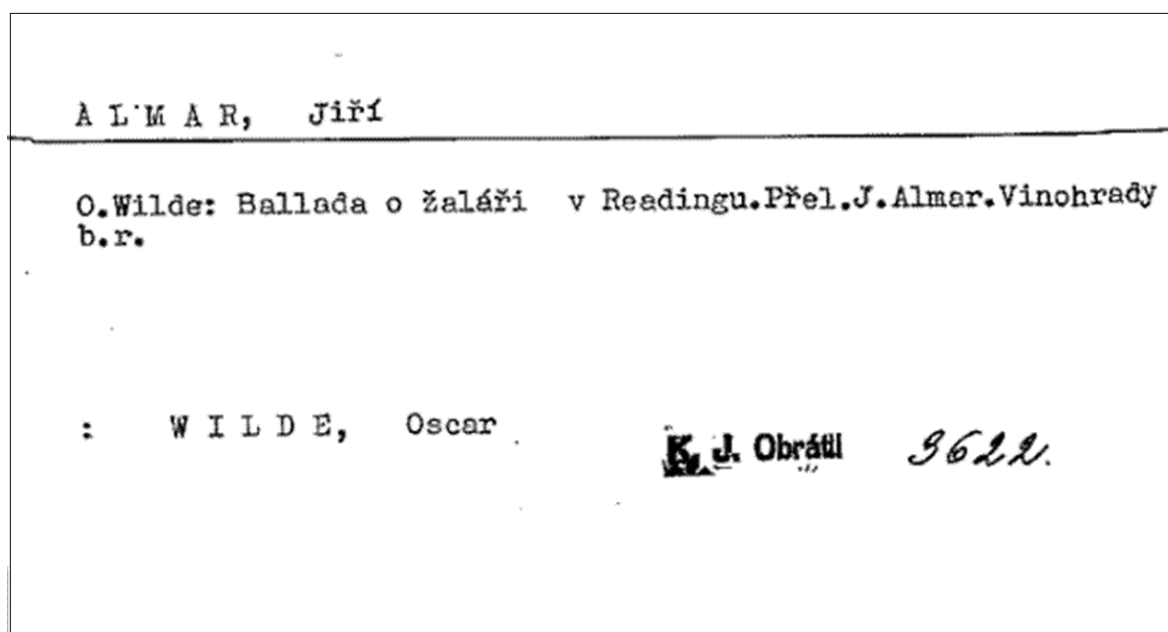 A L M A R, Jiří
O.Wilde: Ballada o žaláři v Readingu.Přel.J.Almar.Vinohrady
b.r.
: W I L D E, Oscar
K. J. Obrátil 3622.